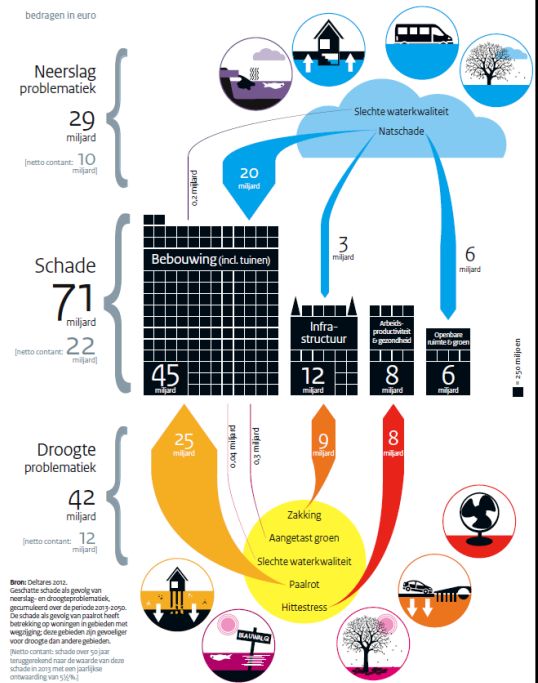 bedragen in euro
Neerslag
problematiek
29
miljard
[netto contant: 10
miljard]
Slechte waterkwaliteit
Natschade
0,2 miljard
20
miljard
3
miljard
6
miljard
Schade
71
miljard
[netto contant: 22
miljard]
Bebouwing (incl. tuinen)
45
miljard
Infra-
structuur
12
miljard
Arbeids-
productiviteit
& gezondheid
8
miljard
Openbare
ruimte & groen
6
miljard
= 250 miljoen
Droogte
problematiek
42
miljard
[netto contant: 12
miljard]
25
miljard
0,04 miljard
0,3 miljard
9
miljard
8
miljard
Zakking
Aangetast groen
Slechte waterkwaliteit
Paalrot
Hittestress
BLAUWALG!
Bron: Deltares 2012.
Geschatte schade als gevolg van
neerslag- en droogteproblematiek,
gecumuleerd over de periode 2013-2050.
De schade als gevolg van paalrot heeft
betrekking op woningen in gebieden met
wegzijging; deze gebieden zijn gevoeliger
voor droogte dan andere gebieden.
[Netto contant: schade over 50 jaar
teruggerekend naar de waarde van deze
schade in 2013 met een jaarlijkse
ontwaarding van 5½%.]